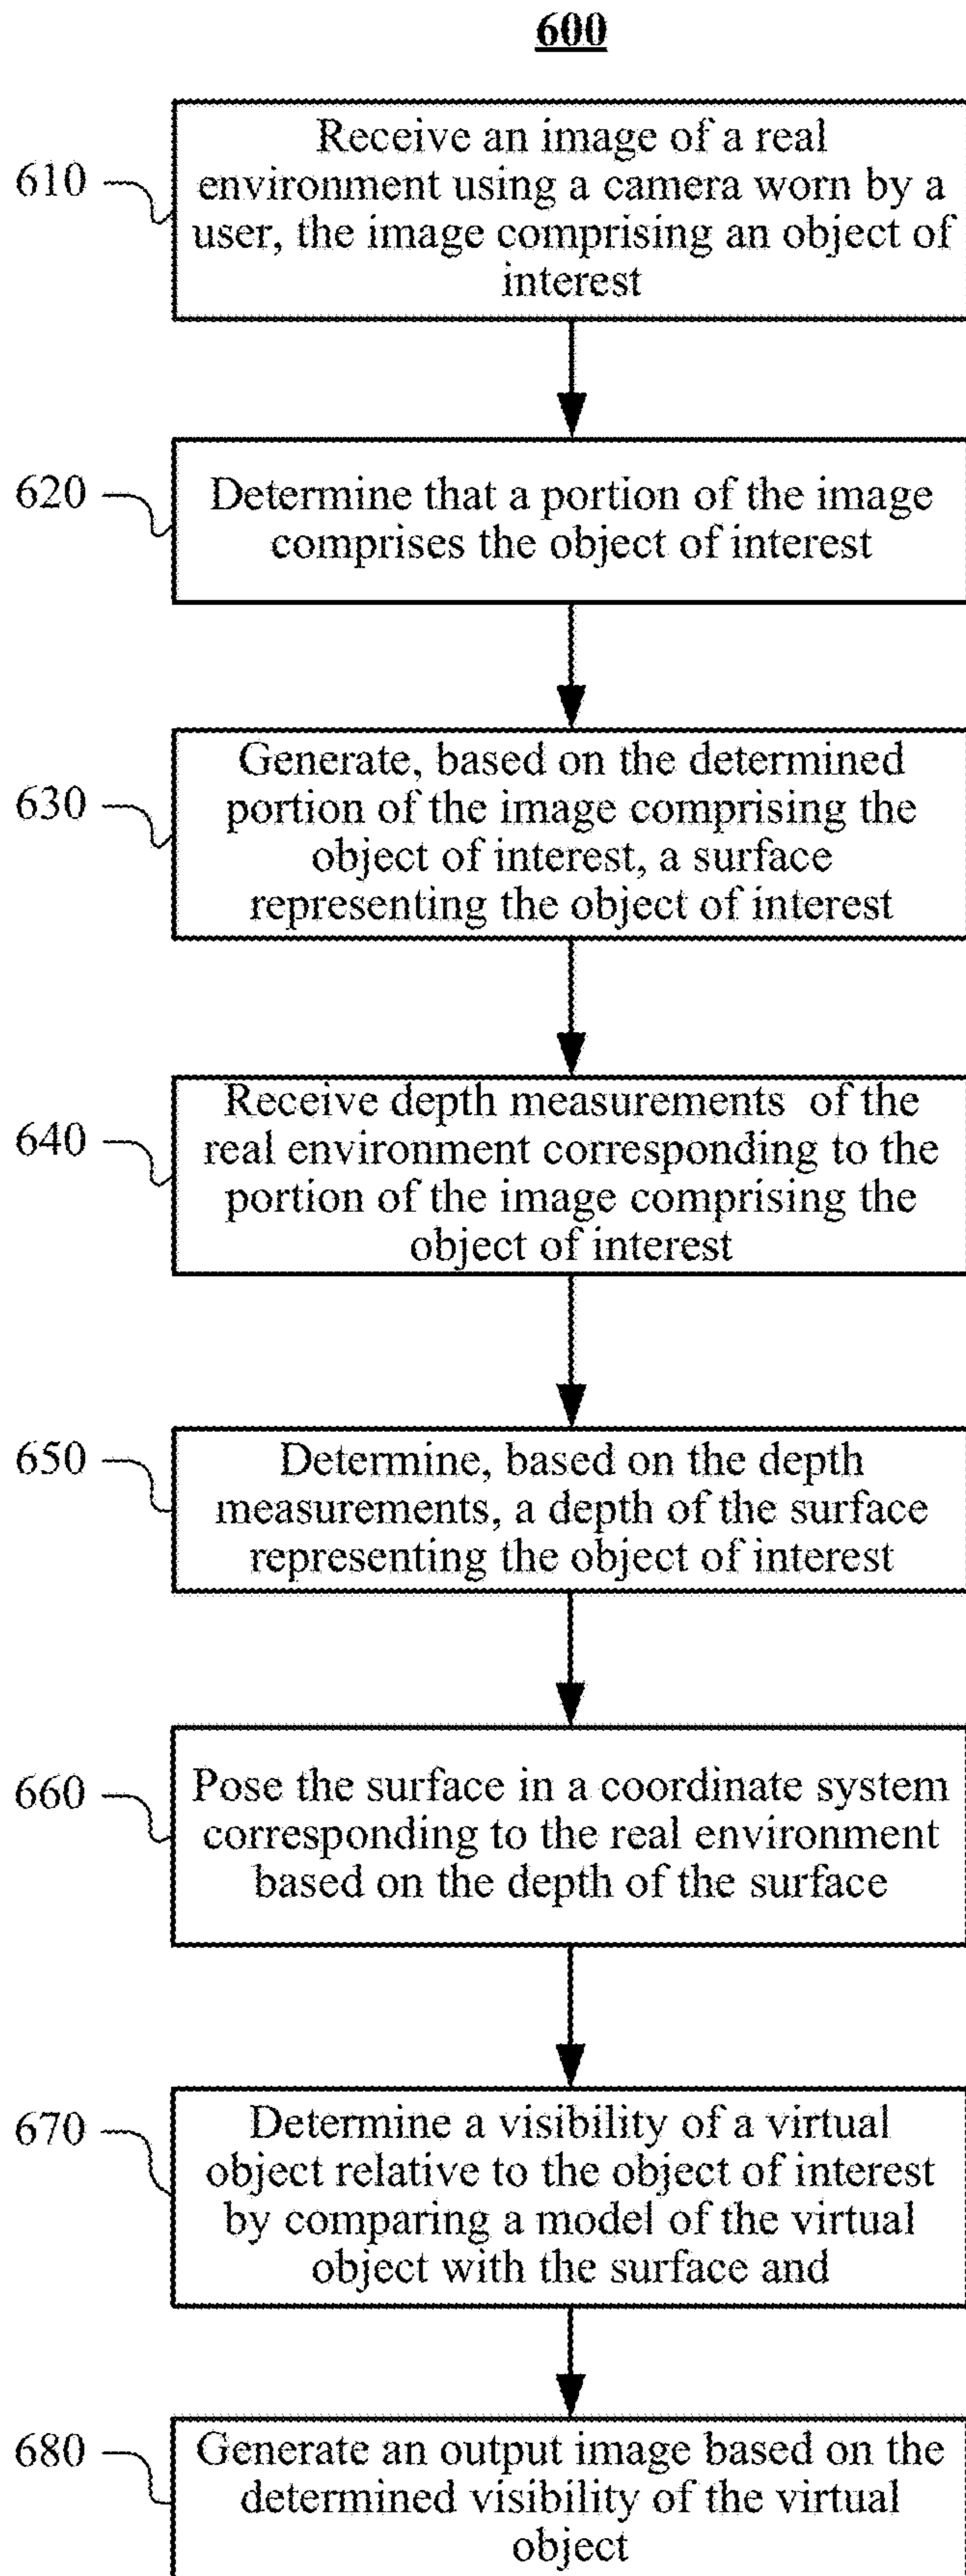 600
610
Receive an image of a real
environment using a camera worn by a
user, the image comprising an object of
interest
620
Determine that a portion of the image
comprises the object of interest
630
Generate, based on the determined
portion of the image comprising the
object of interest, a surface
representing the object of interest
640
Receive depth measurements of the
real environment corresponding to the
portion of the image comprising the
object of interest
650
Determine, based on the depth
measurements, a depth of the surface
representing the object of interest
660
Pose the surface in a coordinate system
corresponding to the real environment
based on the depth of the surface
670
Determine a visibility of a virtual
object relative to the object of interest
by comparing a model of the virtual
object with the surface and
680
Generate an output image based on the
determined visibility of the virtual
object